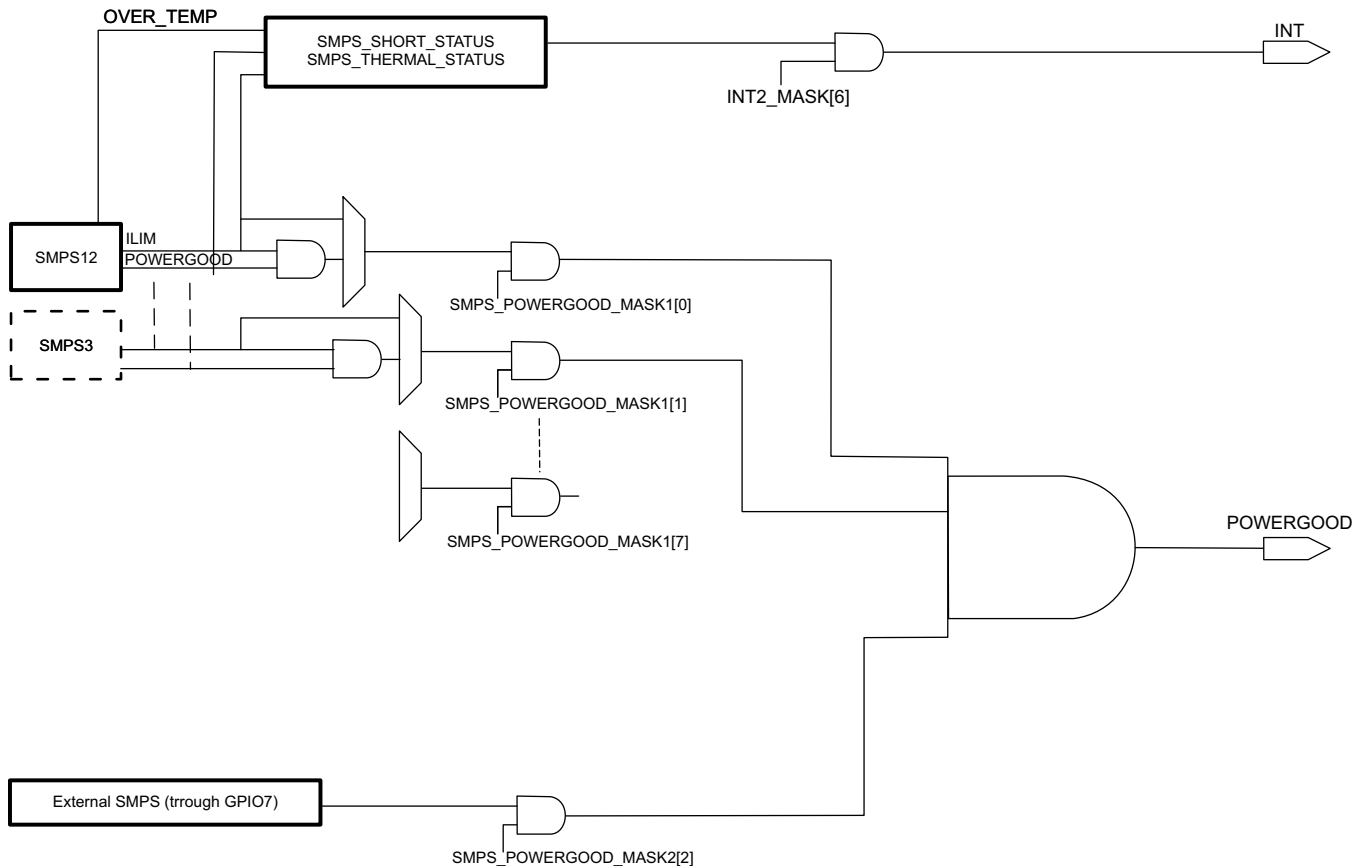 OVER_TEMP
SMPS_SHORT_STATUS
SMPS_THERMAL_STATUS
INT
INT2_MASK[6]
SMPS12
ILIM
POWERGOOD
SMPS_POWERGOOD_MASK1[0]
SMPS3
SMPS_POWERGOOD_MASK1[1]
SMPS_POWERGOOD_MASK1[7]
POWERGOOD
External SMPS (trrough GPIO7)
SMPS_POWERGOOD_MASK2[2]